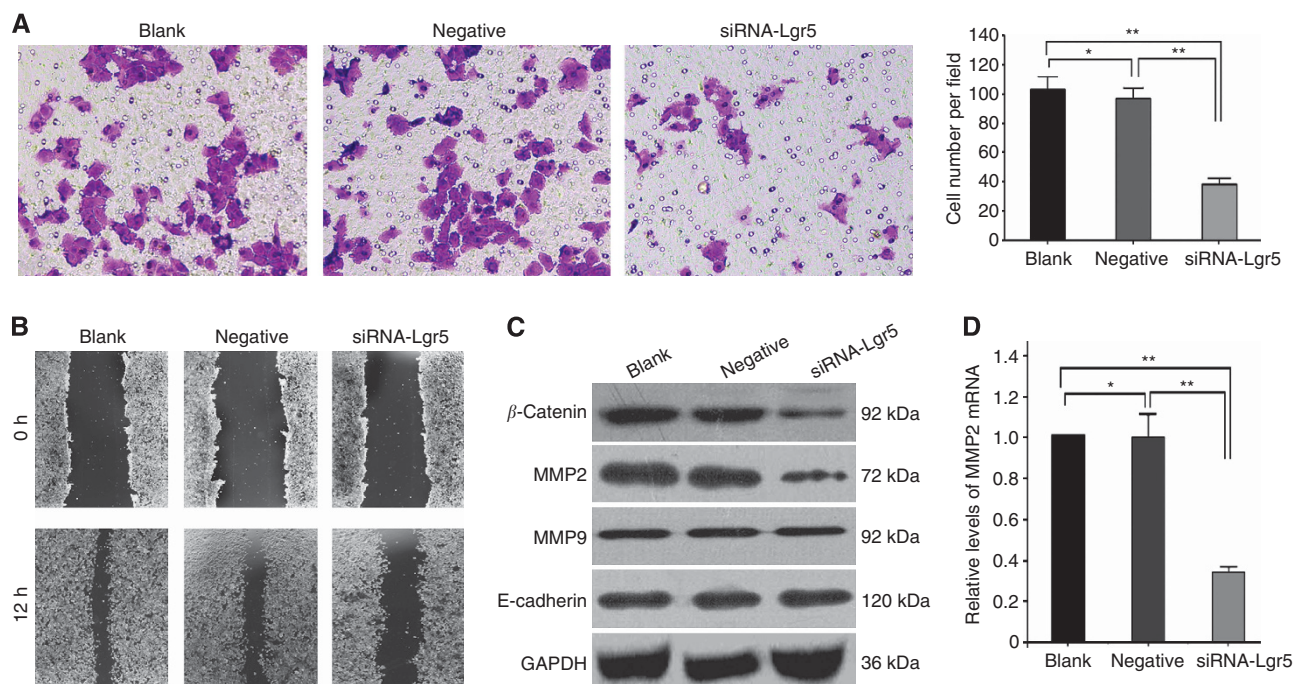 A
Blank
Negative
siRNA-Lgr5
Cell number per field
140
120
100
80
60
40
20
0
**
*
**
Blank
Negative
siRNA-Lgr5
B
Blank
Negative
siRNA-Lgr5
0 h
12 h
C
Blank
Negative
siRNA-Lgr5
β-Catenin
92 kDa
MMP2
72 kDa
MMP9
92 kDa
E-cadherin
120 kDa
GAPDH
36 kDa
D
Relative levels of MMP2 mRNA
1.4
1.2
1.0
0.8
0.6
0.4
0.2
0
**
*
**
Blank
Negative
siRNA-Lgr5